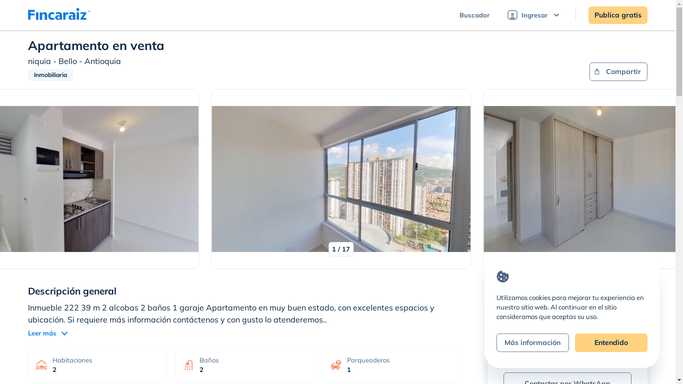 Fincaraiz
Buscador
Ingresar
Publica gratis
Apartamento en venta
niquia - Bello - Antioquia
Inmobiliaria
Compartir
1 / 17
Descripción general
Inmueble 222 39 m 2 alcobas 2 baños 1 garaje Apartamento en muy buen estado, con excelentes espacios y
ubicación. Si requiere más información contáctenos y con gusto lo atenderemos..
Leer más
Habitaciones
2
Baños
2
Parqueaderos
1
Utilizamos cookies para mejorar tu experiencia en
nuestro sitio web. Al continuar en el sitio
consideramos que aceptas su uso.
Más información
Entendido
Contactar por WhatsApp